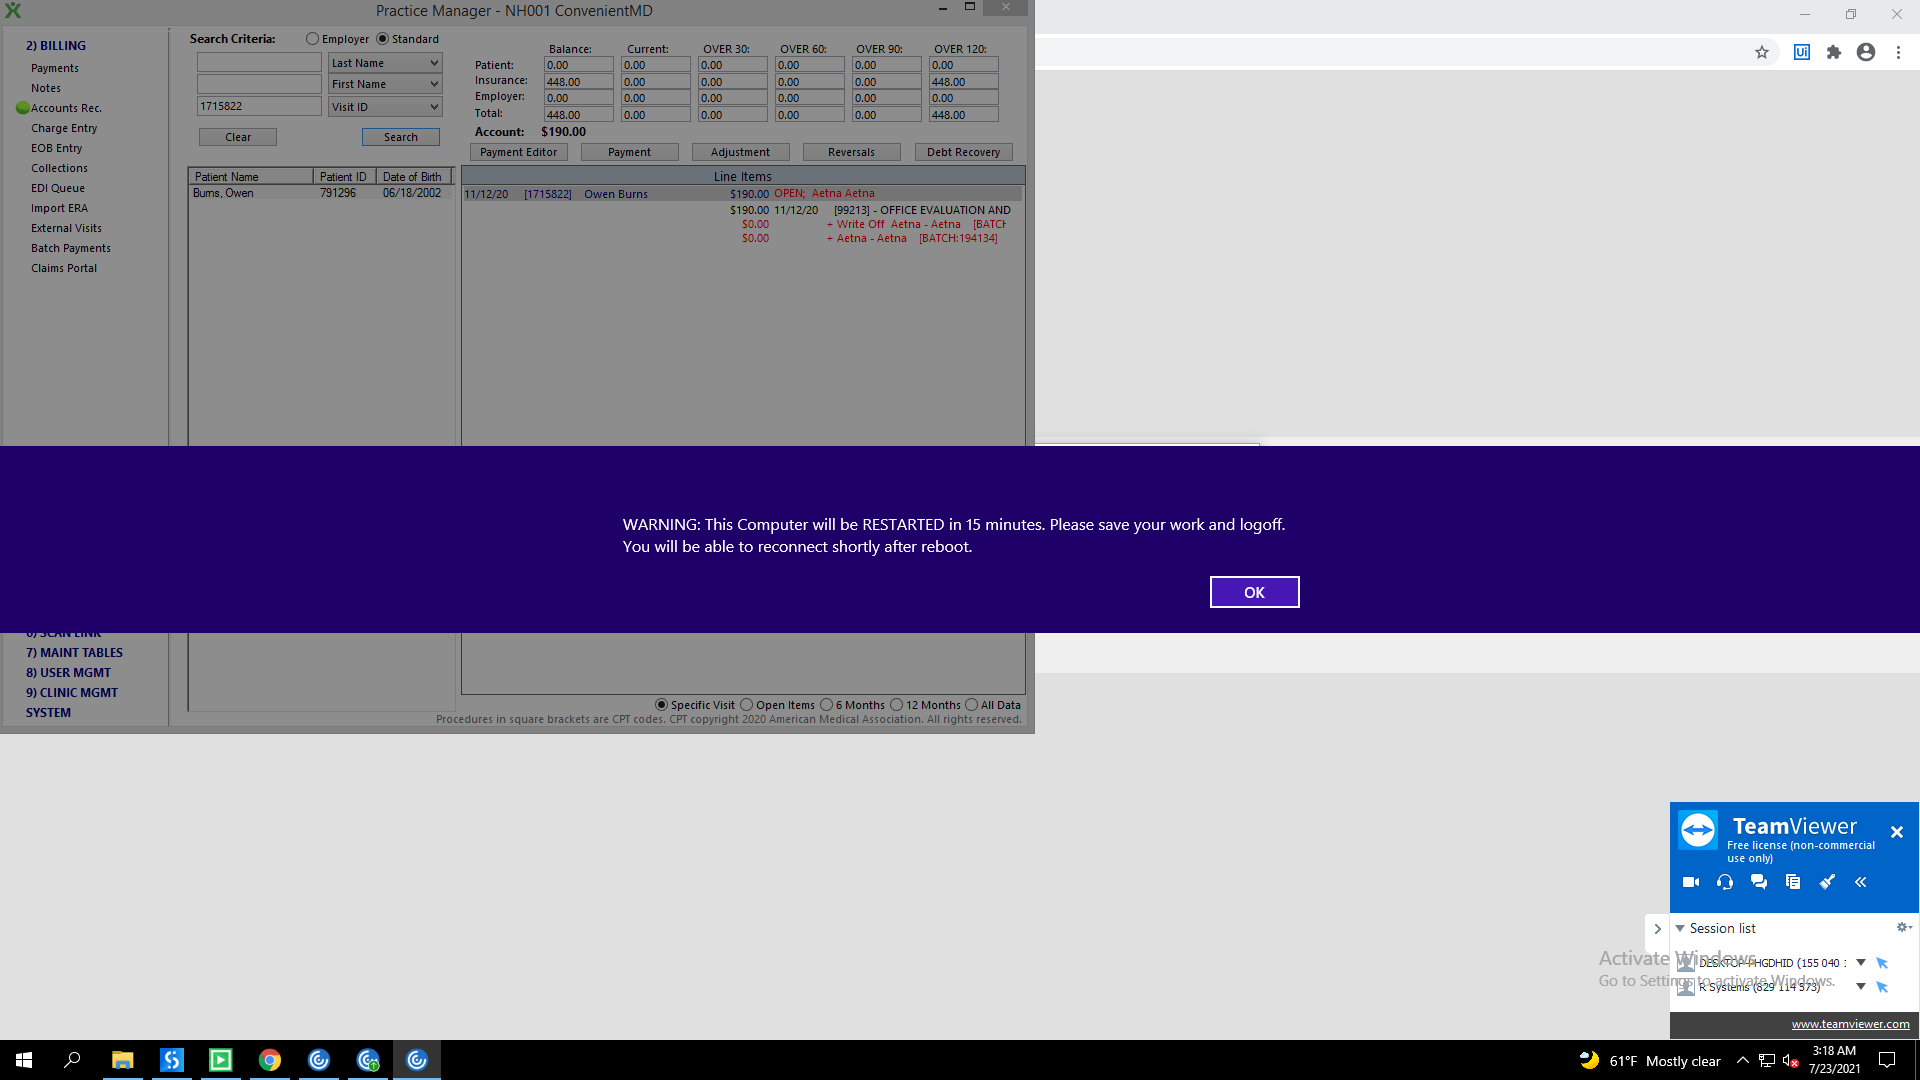 Practice Manager - NH001 ConvenientMD
2) BILLING
Payments
Notes
Accounts Rec.
Charge Entry
EOB Entry
Collections
EDI Queue
Import ERA
External Visits
Batch Payments
Claims Portal
6) SCAN LINK
7) MAINT TABLES
8) USER MGMT
9) CLINIC MGMT
SYSTEM
Search Criteria: Employer Standard
Last Name
First Name
1715822 Visit ID
Clear Search
Patient Name Patient ID Date of Birth
Burns, Owen 791296 06/18/2002
Balance: Current: OVER 30: OVER 60: OVER 90: OVER 120:
Patient: 0.00 0.00 0.00 0.00 0.00 0.00
Insurance: 448.00 0.00 0.00 0.00 0.00 448.00
Employer: 0.00 0.00 0.00 0.00 0.00 0.00
Total: 448.00 0.00 0.00 0.00 0.00 448.00
Account: $190.00
Payment Editor Payment Adjustment Reversals Debt Recovery
Line Items
11/12/20 [1715822] Owen Burns $190.00 OPEN; Aetna Aetna
$190.00 11/12/20 [99213] - OFFICE EVALUATION AND
$0.00 + Write Off Aetna - Aetna [BATCH
$0.00 + Aetna - Aetna [BATCH:194134]
WARNING: This Computer will be RESTARTED in 15 minutes. Please save your work and logoff.
You will be able to reconnect shortly after reboot.
OK
Specific Visit Open Items 6 Months 12 Months All Data
Procedures in square brackets are CPT codes. CPT copyright 2020 American Medical Association. All rights reserved.
Ui
TeamViewer
Free license (non-commercial
use only)
Session list
DESKTOP-PHGDHID (155 040
R Systems (829 114 573)
Activate Windows
Go to Settings to activate Windows.
www.teamviewer.com
61°F Mostly clear
3:18 AM
7/23/2021